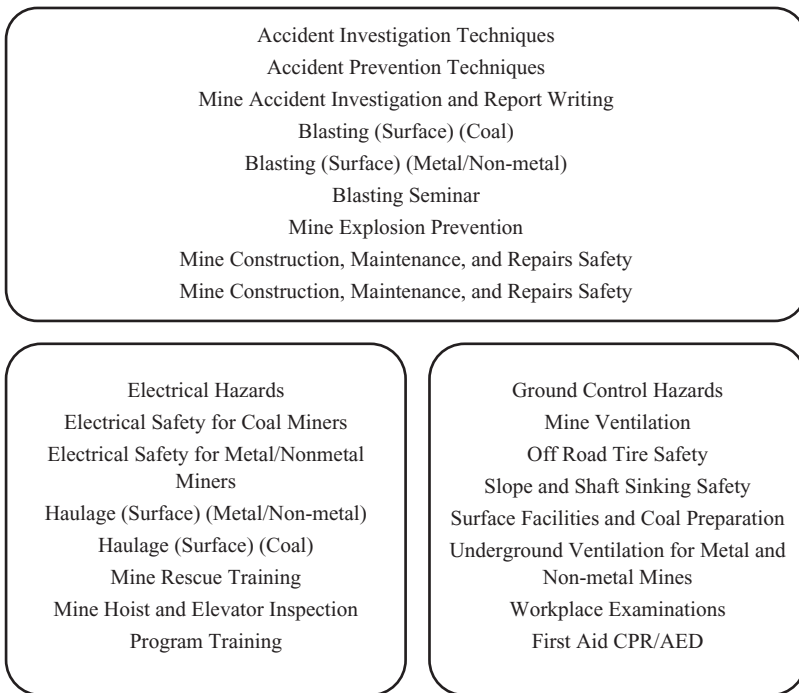 Accident Investigation Techniques
Accident Prevention Techniques
Mine Accident Investigation and Report Writing
Blasting (Surface) (Coal)
Blasting (Surface) (Metal/Non-metal)
Blasting Seminar
Mine Explosion Prevention
Mine Construction, Maintenance, and Repairs Safety
Mine Construction, Maintenance, and Repairs Safety
Electrical Hazards
Electrical Safety for Coal Miners
Electrical Safety for Metal/Nonmetal
Miners
Haulage (Surface) (Metal/Non-metal)
Haulage (Surface) (Coal)
Mine Rescue Training
Mine Hoist and Elevator Inspection
Program Training
Ground Control Hazards
Mine Ventilation
Off Road Tire Safety
Slope and Shaft Sinking Safety
Surface Facilities and Coal Preparation
Underground Ventilation for Metal and
Non-metal Mines
Workplace Examinations
First Aid CPR/AED